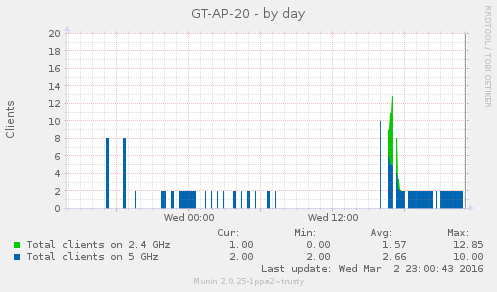 GT-AP-20 - by day
RRDTOOL / TOBI OETIKER
Clients
20
18
16
14
12
10
8
6
4
2
0
Wed 00:00 Wed 12:00
Cur: Min: Avg: Max:
Total clients on 2.4 GHz 1.00 0.00 1.57 12.85
Total clients on 5 GHz 2.00 2.00 2.66 10.00
Last update: Wed Mar 2 23:00:43 2016
Munin 2.0.25-1ppa2~trusty